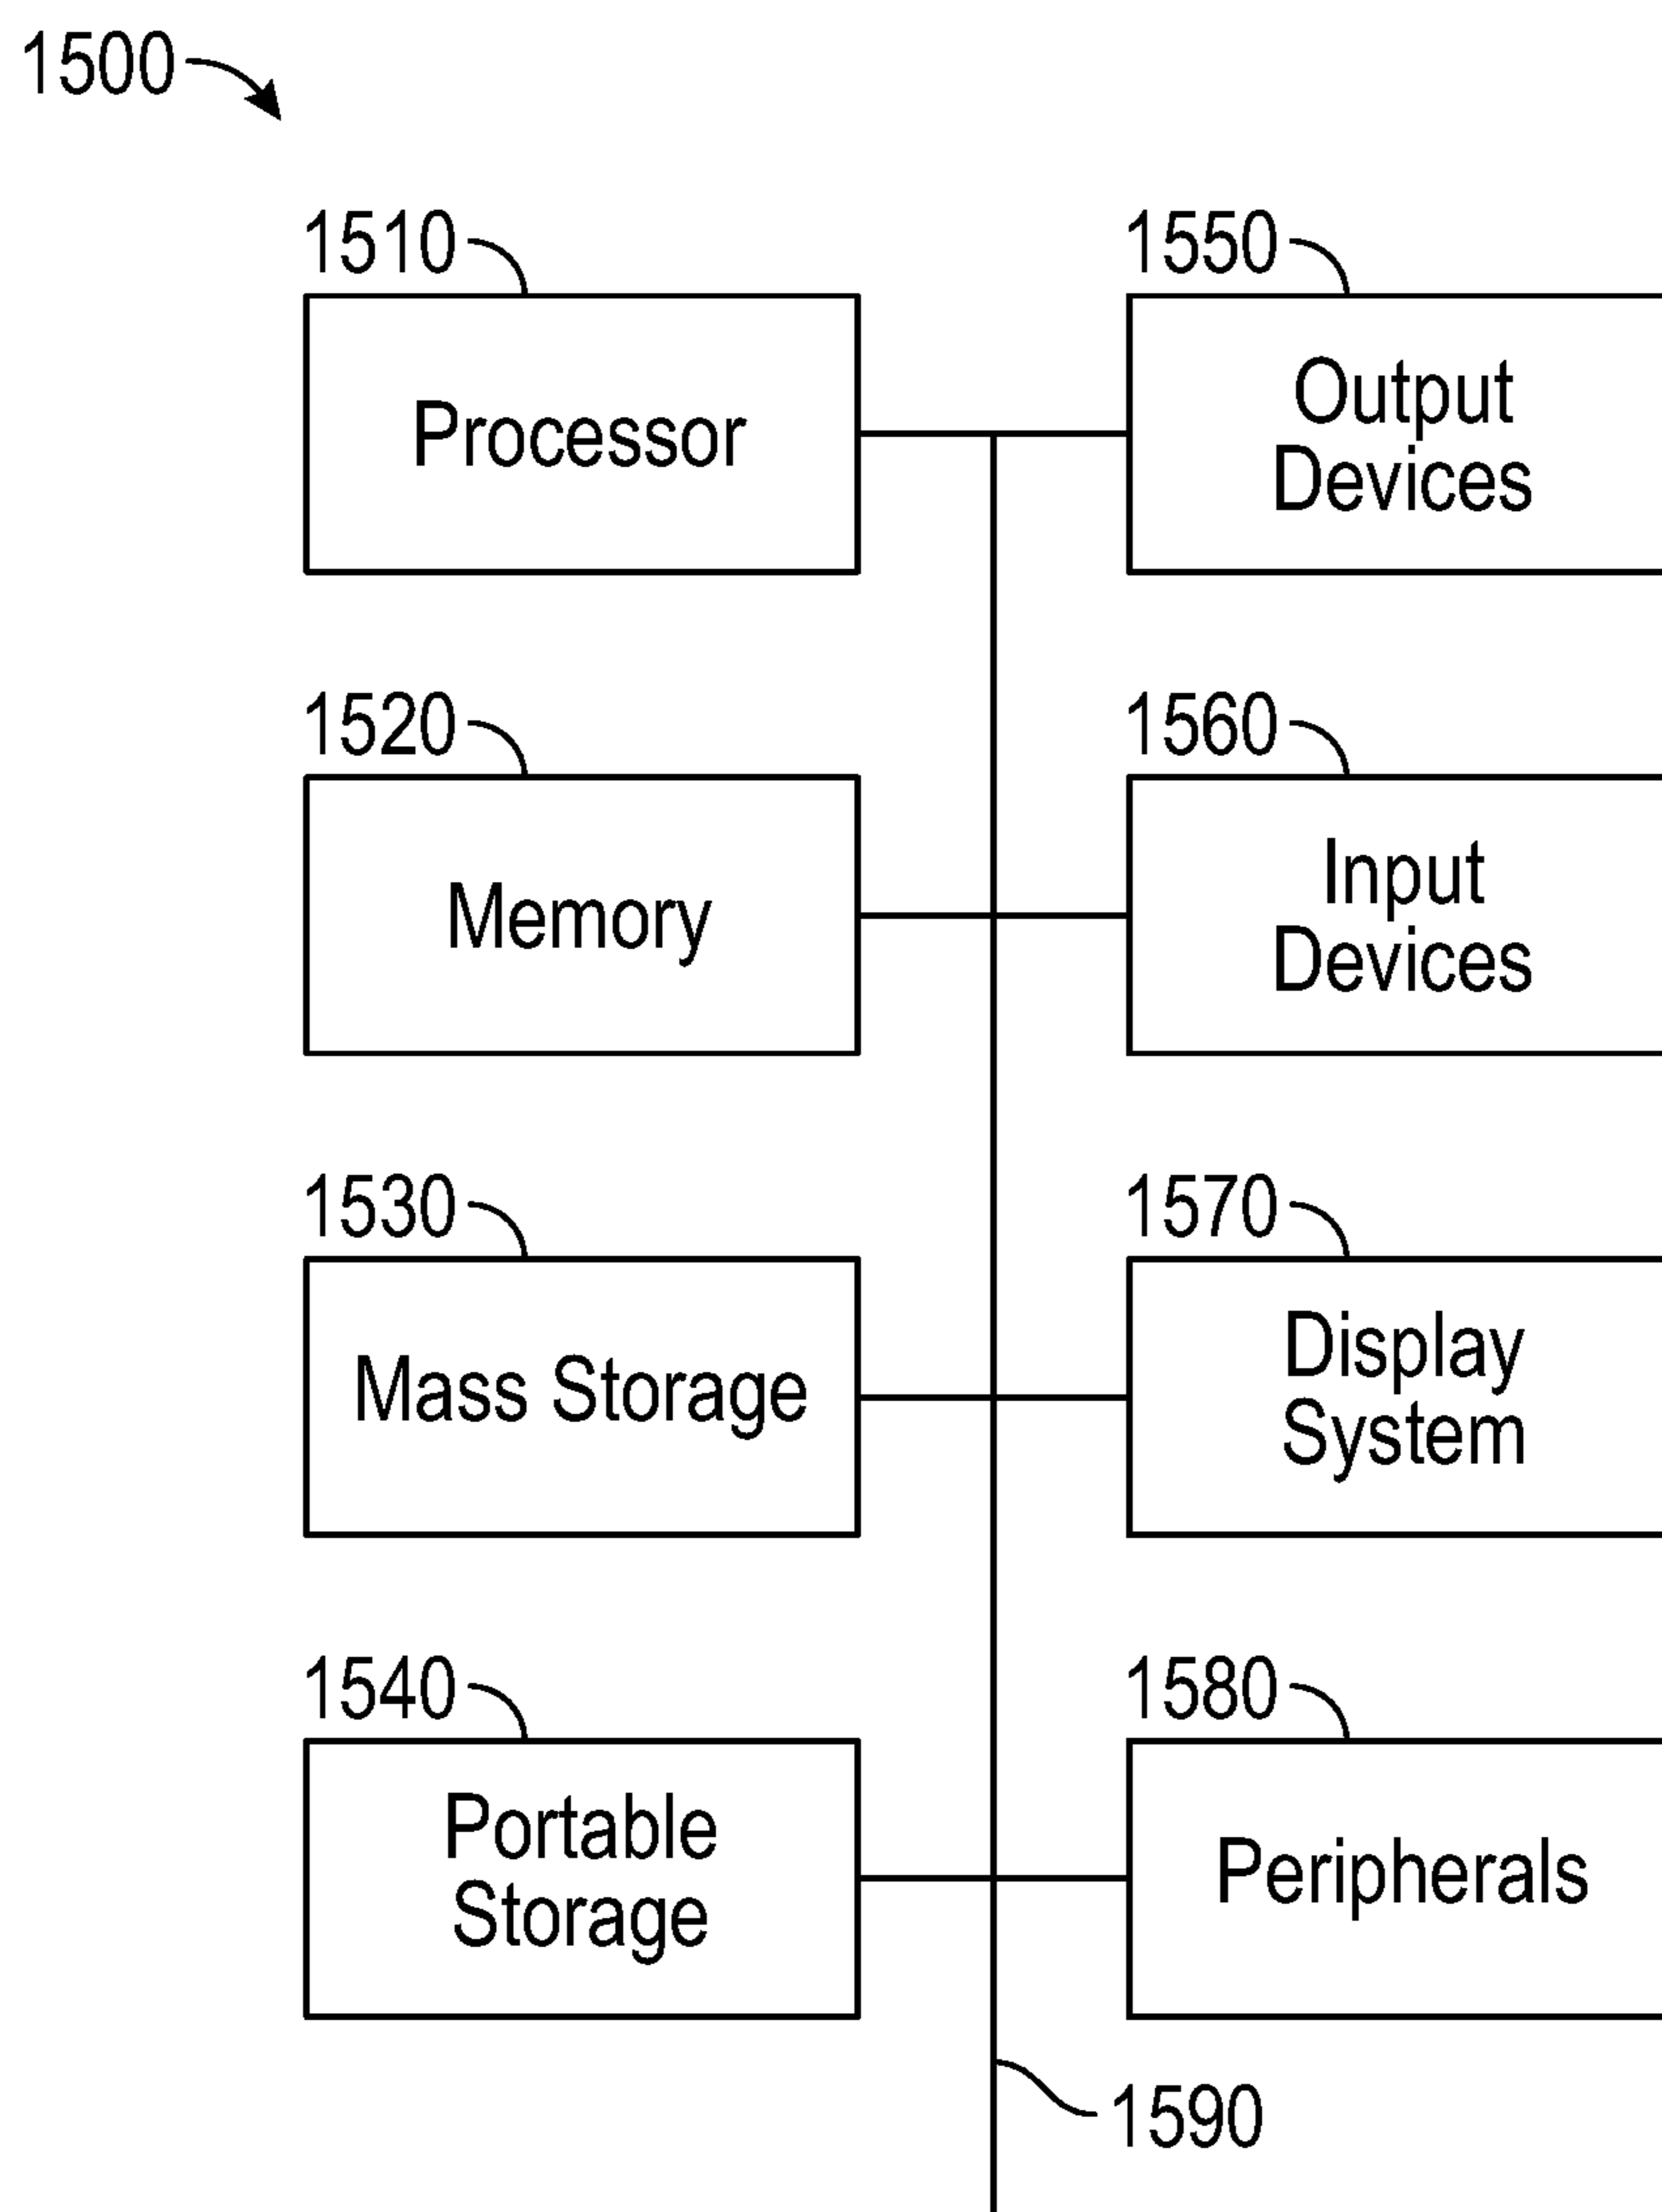 1500
1510
Processor
1550
Output
Devices
1520
Memory
1560
Input
Devices
1530
Mass Storage
1570
Display
System
1540
Portable
Storage
1580
Peripherals
1590